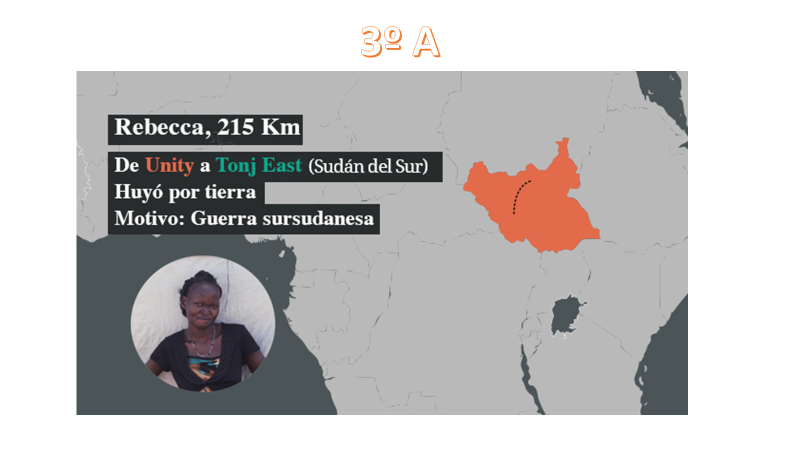 3º A
Rebecca, 215 Km
De Unity a Tonj East (Sudán del Sur)
Huyó por tierra
Motivo: Guerra sursudanesa